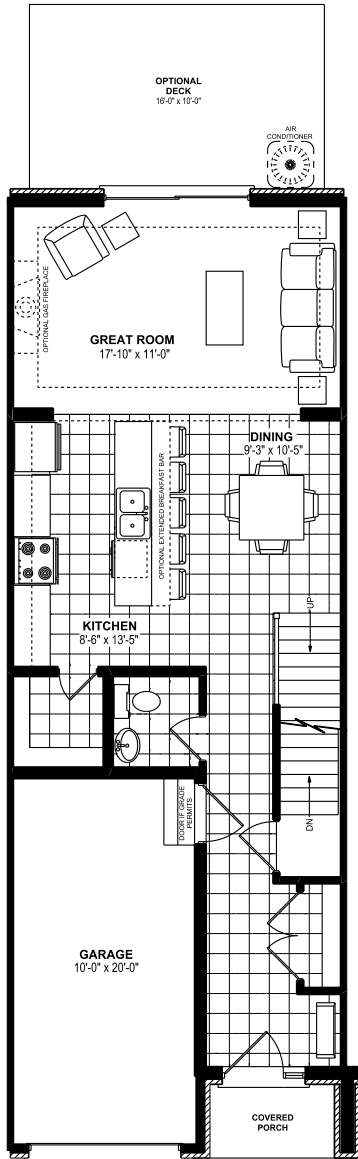 OPTIONAL
DECK
16'-0" x 10'-0"
AIR
CONDITIONER
OPTIONAL GAS FIREPLACE
GREAT ROOM
17'-10" x 11'-0"
DINING
9'-3" x 10'-5"
OPTIONAL EXTENDED BREAKFAST BAR
KITCHEN
8'-6" x 13'-5"
UP
DN
DOOR IF GRADE
PERMITS
GARAGE
10'-0" x 20'-0"
COVERED
PORCH